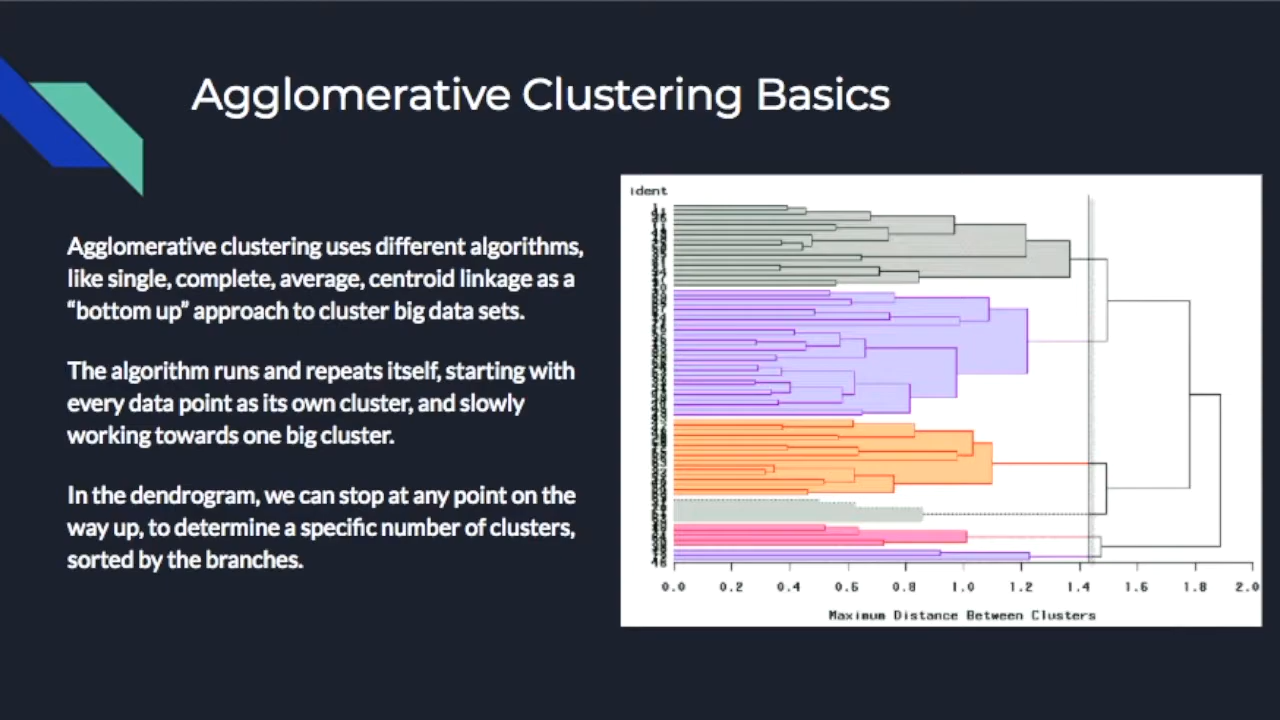 Agglomerative Clustering Basics
Agglomerative clustering uses different algorithms,
like single, complete, average, centroid linkage as a
“bottom up” approach to cluster big data sets.
The algorithm runs and repeats itself, starting with
every data point as its own cluster, and slowly
working towards one big cluster.
In the dendrogram, we can stop at any point on the
way up, to determine a specific number of clusters,
sorted by the branches.
ident
0.0 0.2 0.4 0.6 0.8 1.0 1.2 1.4 1.6 1.8 2.0
Maximum Distance Between Clusters